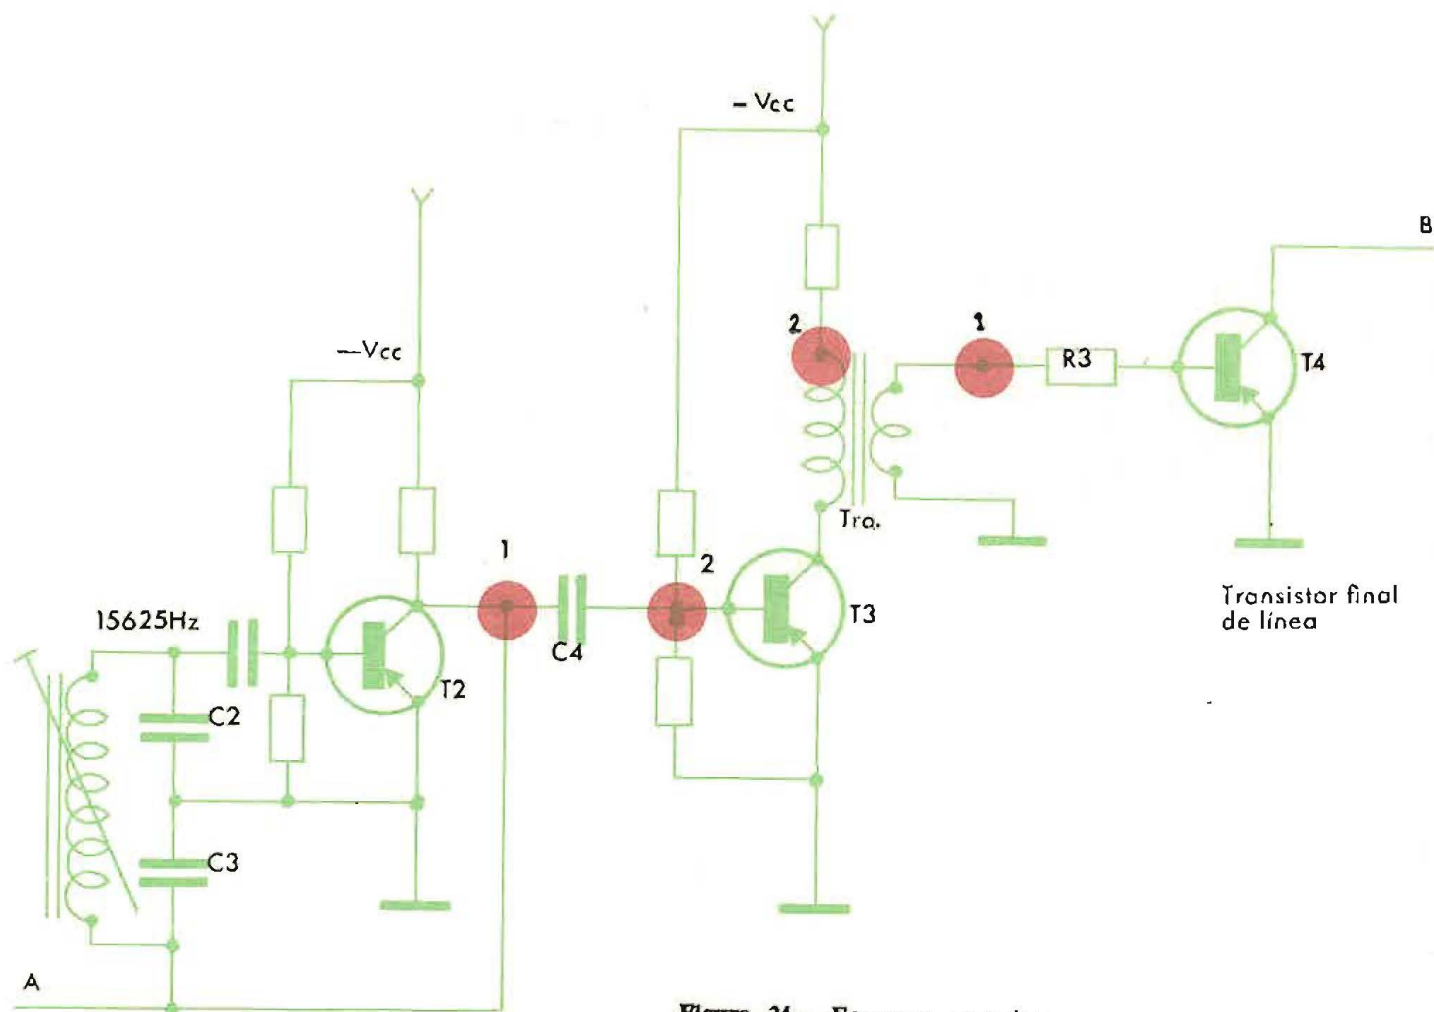 – Vcc
B
2
1
—Vcc
R3
T4
Tra.
1
2
15625Hz
C4
T3
Transistor final
de línea
T2
C2
C3
A